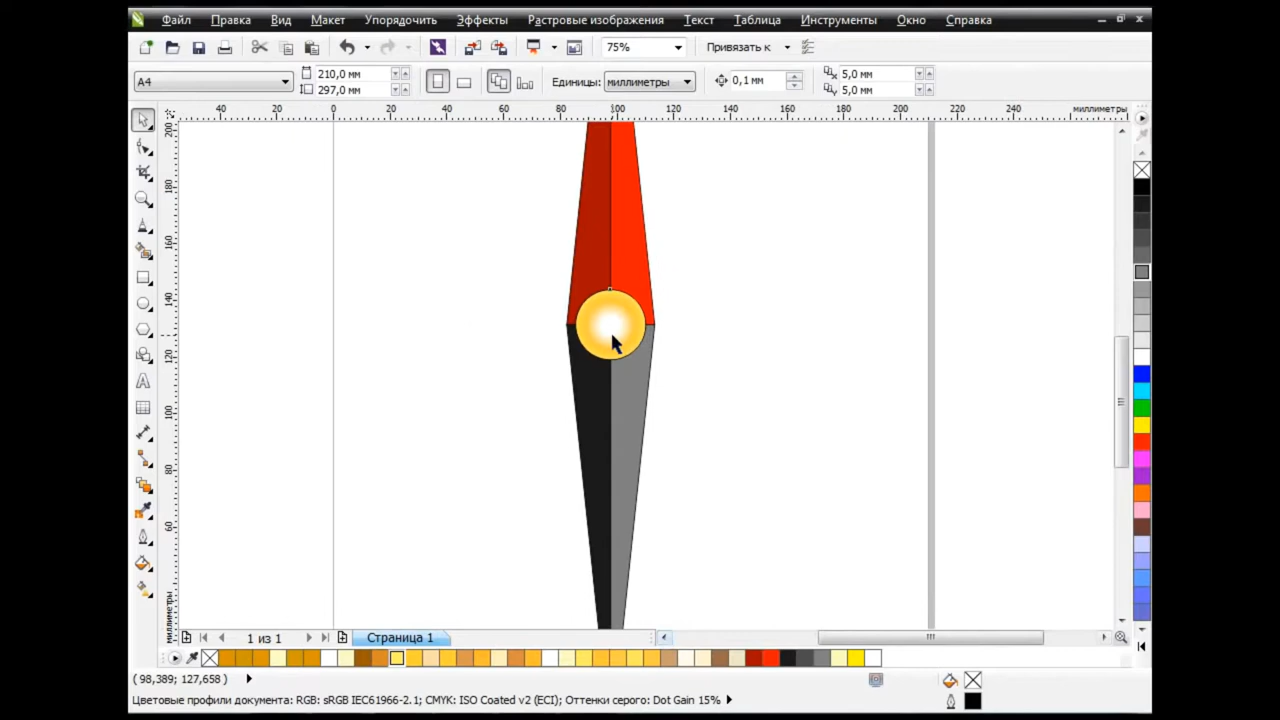 Файл Правка Вид Макет Упорядочить Эффекты Растровые изображения Текст Таблица Инструменты Окно Справка
75% Привязать к
A4 210,0 мм 297,0 мм Единицы: миллиметры 0,1 мм 5,0 мм 5,0 мм
40 20 0 20 40 60 80 100 120 140 160 180 200 220 240 миллиметры
200
180
160
140
120
100
80
60
миллиметры
1 из 1 Страница 1
( 98,389; 127,658 )
Цветовые профили документа: RGB: sRGB IEC61966-2.1; CMYK: ISO Coated v2 (ECI); Оттенки серого: Dot Gain 15%